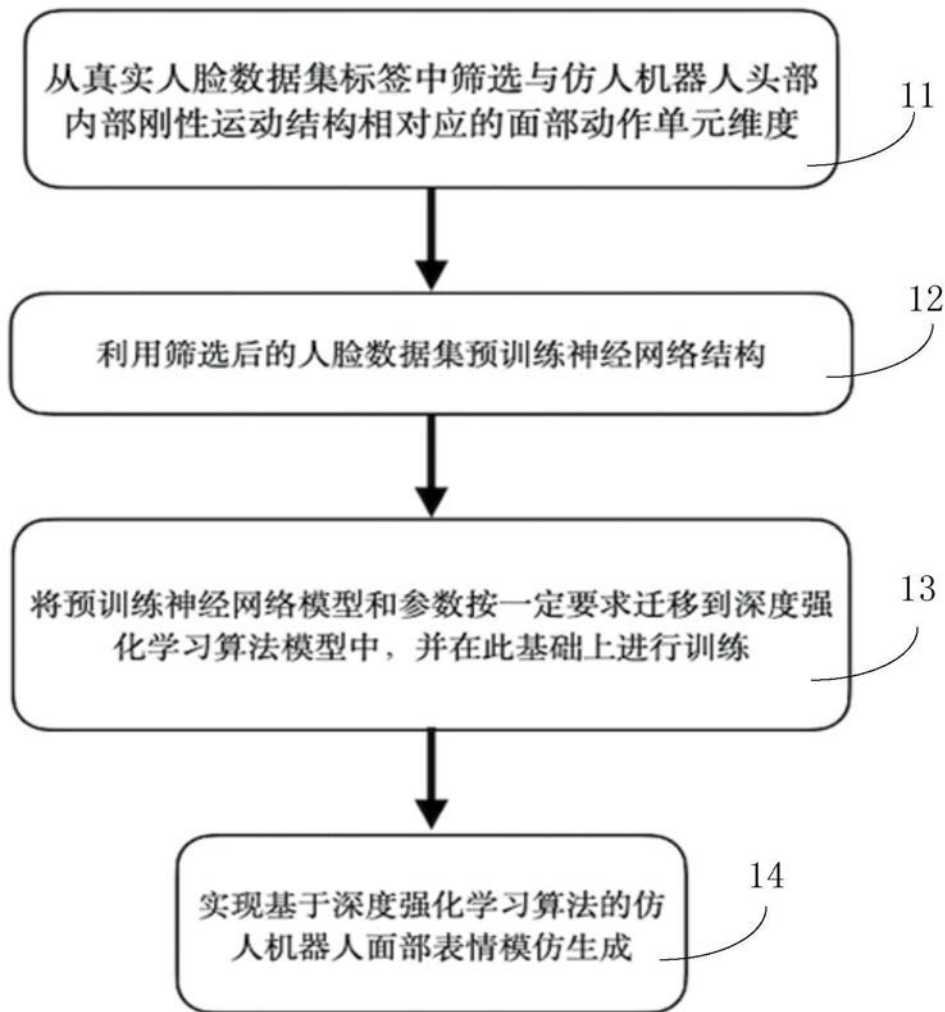 从真实人脸数据集标签中筛选与仿人机器人头部
内部刚性运动结构相对应的面部动作单元维度
11
利用筛选后的人脸数据集预训练神经网络结构
12
将预训练神经网络模型和参数按一定要求迁移到深度强
化学习算法模型中，并在此基础上进行训练
13
实现基于深度强化学习算法的仿
人机器人面部表情模仿生成
14